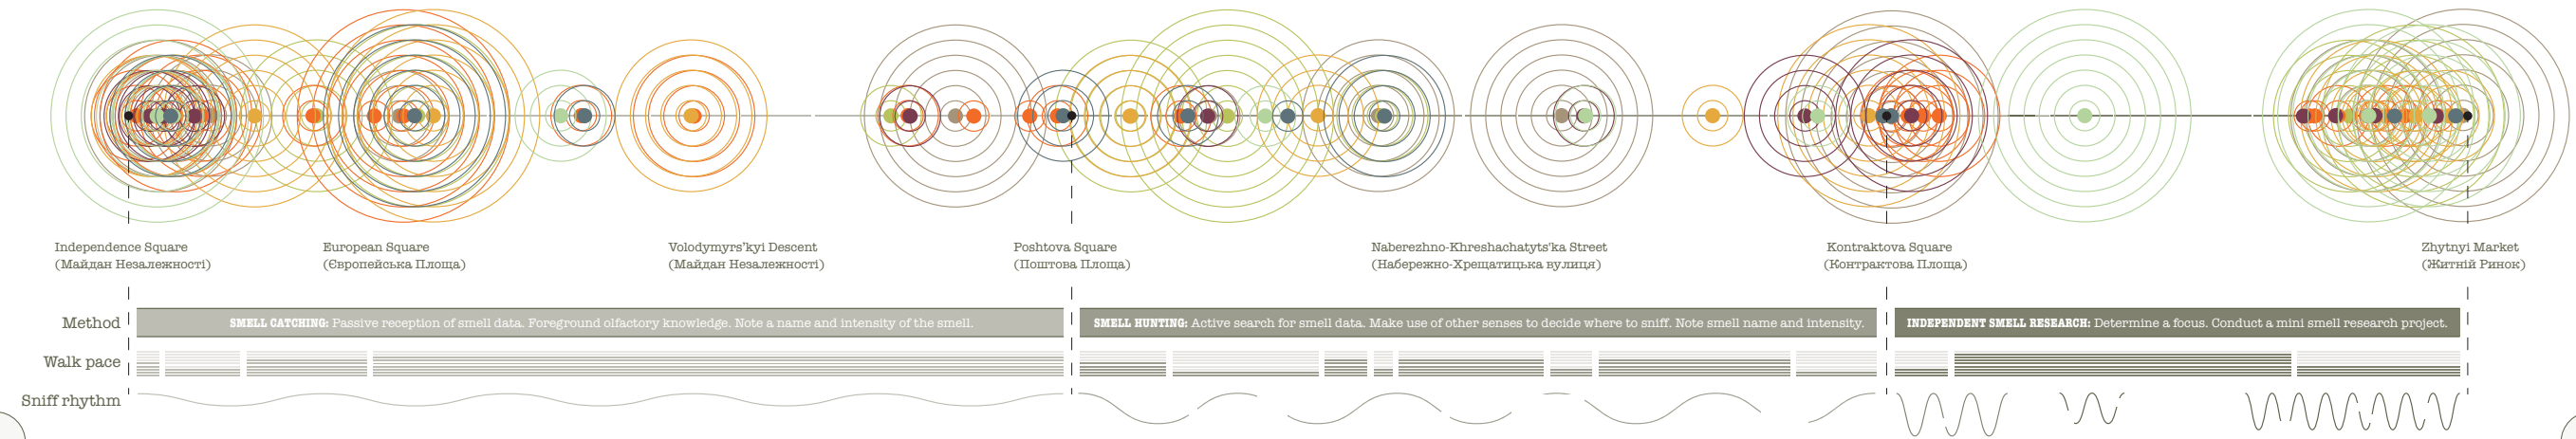 Independence Square
(Майдан Незалежності)
European Square
(Європейська Площа)
Volodymyrs'kyi Descent
(Майдан Незалежності)
Poshtova Square
(Поштова Площа)
Naberezhno-Khreshachatyts'ka Street
(Набережно-Хрещатицька вулиця)
Kontraktova Square
(Контрактова Площа)
Zhytnyi Market
(Житній Ринок)
Method
SMELL CATCHING: Passive reception of smell data. Foreground olfactory knowledge. Note a name and intensity of the smell.
SMELL HUNTING: Active search for smell data. Make use of other senses to decide where to sniff. Note smell name and intensity.
INDEPENDENT SMELL RESEARCH: Determine a focus. Conduct a mini smell research project.
Walk pace
Sniff rhythm